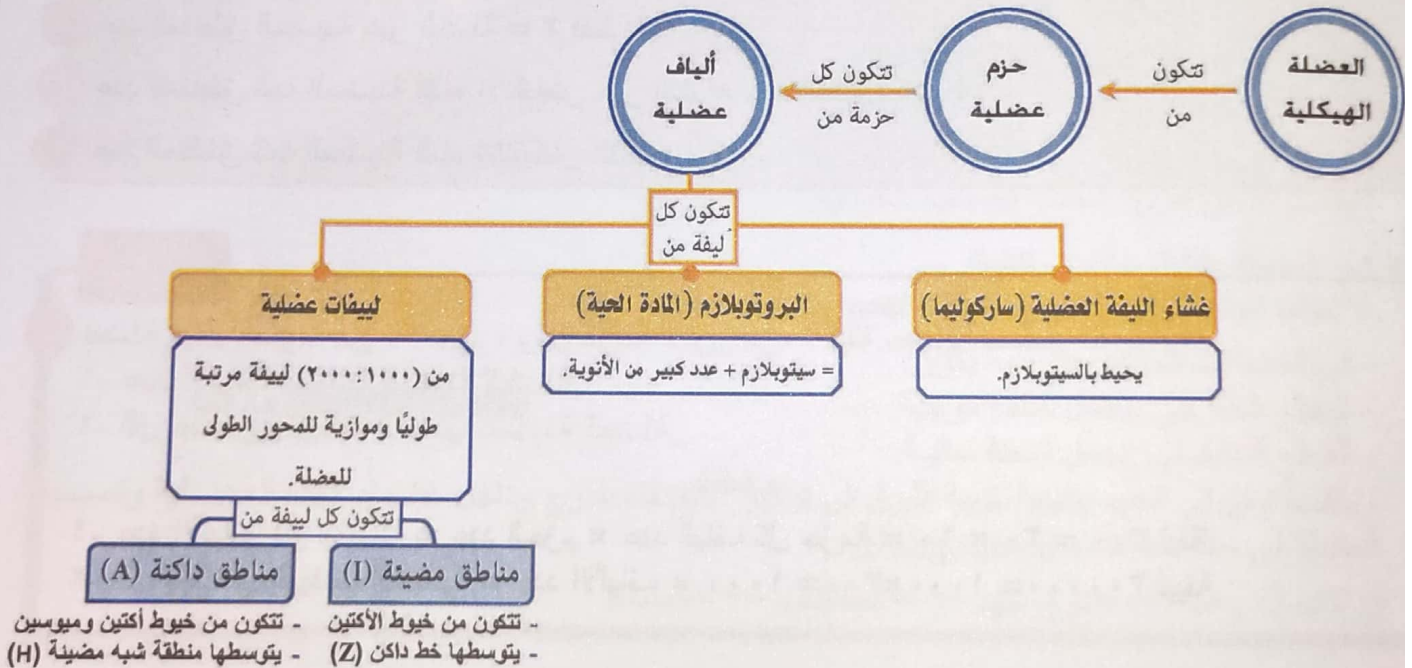 العضلة
الهيكلية
تتكون
من
حزم
عضلية
تتكون كل
حزمة من
ألياف
عضلية
تتكون كل
ليفة من
غشاء الليفة العضلية (ساركوليما)
يحيط بالسيتوبلازم.
البروتوبلازم (المادة الحية)
= سيتوبلازم + عدد كبير من الأنوية.
لييفات عضلية
من (١٠٠٠ : ٢٠٠٠) لييفة مرتبة
طوليًا وموازية للمحور الطولى
للعضلة.
تتكون كل لييفة من
مناطق مضيئة (I)
- تتكون من خيوط الأكتين
- يتوسطها خط داكن (Z)
مناطق داكنة (A)
- تتكون من خيوط أكتين وميوسين
- يتوسطها منطقة شبه مضيئة (H)